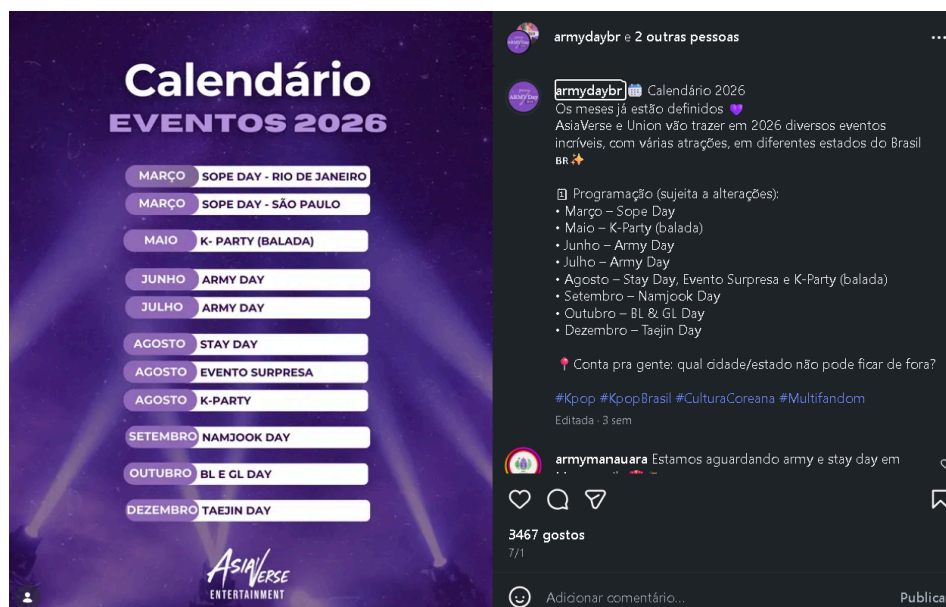 Calendário
EVENTOS 2026
MARÇO SOPE DAY - RIO DE JANEIRO
MARÇO SOPE DAY - SÃO PAULO
MAIO K- PARTY (BALADA)
JUNHO ARMY DAY
JULHO ARMY DAY
AGOSTO STAY DAY
AGOSTO EVENTO SURPRESA
AGOSTO K-PARTY
SETEMBRO NAMJOOK DAY
OUTUBRO BL E GL DAY
DEZEMBRO TAEJIN DAY
ASIAVERSE
ENTERTAINMENT
armydaybr e 2 outras pessoas
armydaybr 🗓️ Calendário 2026
Os meses já estão definidos 💜
AsiaVerse e Union vão trazer em 2026 diversos eventos
incríveis, com várias atrações, em diferentes estados do Brasil
BR✨
🗓 Programação (sujeita a alterações):
• Março – Sope Day
• Maio – K-Party (balada)
• Junho – Army Day
• Julho – Army Day
• Agosto – Stay Day, Evento Surpresa e K-Party (balada)
• Setembro – Namjook Day
• Outubro – BL & GL Day
• Dezembro – Taejin Day
📍Conta pra gente: qual cidade/estado não pode ficar de fora?
#Kpop #KpopBrasil #CulturaCoreana #Multifandom
Editada · 3 sem
armymanauara Estamos aguardando army e stay day em
3467 gostos
7/1
Adicionar comentário...
Publica